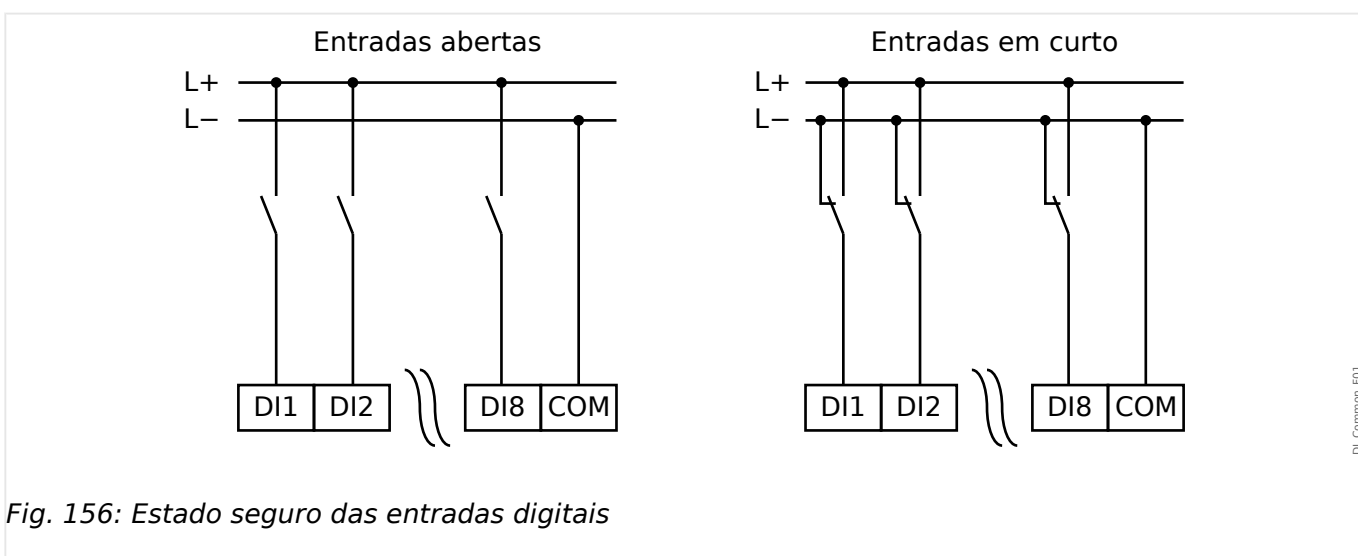 Entradas abertas
Entradas em curto
L+
L−
L+
L−
DI1 DI2 DI8 COM
DI1 DI2 DI8 COM
DI_Common_E01
Fig. 156: Estado seguro das entradas digitais